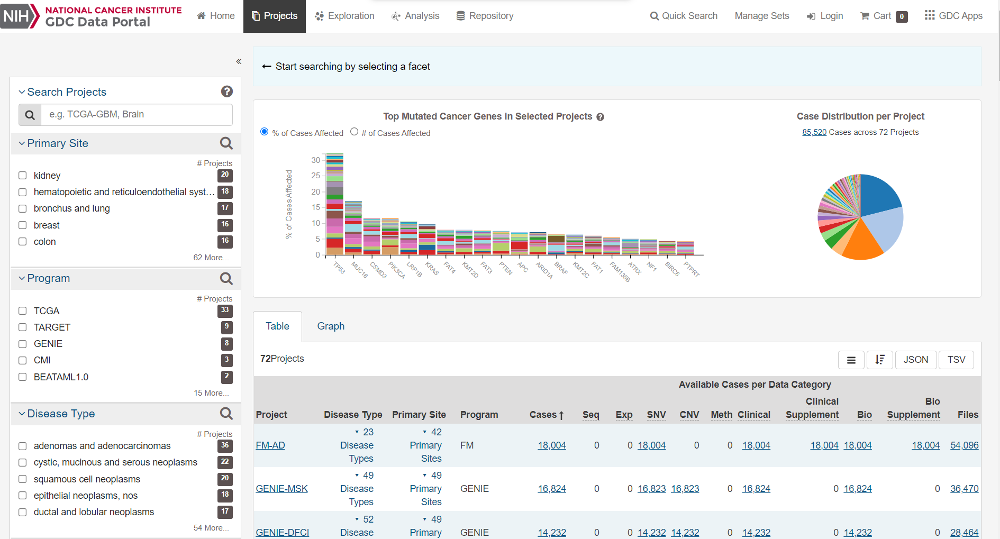 NIH NATIONAL CANCER INSTITUTE
GDC Data Portal
Home
Projects
Exploration
Analysis
Repository
Quick Search
Manage Sets
Login
Cart 0
GDC Apps
«
Search Projects ?
e.g. TCGA-GBM, Brain
Primary Site
# Projects
kidney 20
hematopoietic and reticuloendothelial syst... 18
bronchus and lung 17
breast 16
colon 16
62 More...
Program
# Projects
TCGA 33
TARGET 9
GENIE 8
CMI 3
BEATAML1.0 2
15 More...
Disease Type
# Projects
adenomas and adenocarcinomas 36
cystic, mucinous and serous neoplasms 22
squamous cell neoplasms 20
epithelial neoplasms, nos 18
ductal and lobular neoplasms 17
54 More...
← Start searching by selecting a facet
Top Mutated Cancer Genes in Selected Projects ?
% of Cases Affected # of Cases Affected
% of Cases Affected
30
25
20
15
10
5
0
TP53
MUC16
CSMD3
PIK3CA
LRP1B
KRAS
FAT4
KMT2D
FAT3
PTEN
APC
ARID1A
BRAF
KMT2C
FAT1
FAM135B
ATRX
NF1
BIRC6
PTPRT
Case Distribution per Project
85,520 Cases across 72 Projects
Table Graph
72Projects
JSON TSV
Available Cases per Data Category
Project Disease Type Primary Site Program Cases ↑ Seq Exp SNV CNV Meth Clinical Clinical Supplement Bio Bio Supplement Files
FM-AD 23 Disease Types 42 Primary Sites FM 18,004 0 0 18,004 0 0 18,004 18,004 18,004 18,004 54,096
GENIE-MSK 49 Disease Types 49 Primary Sites GENIE 16,824 0 0 16,823 16,823 0 16,824 0 16,824 0 36,470
GENIE-DFCI 52 Disease 49 Primary GENIE 14,232 0 0 14,232 14,232 0 14,232 0 14,232 0 28,464